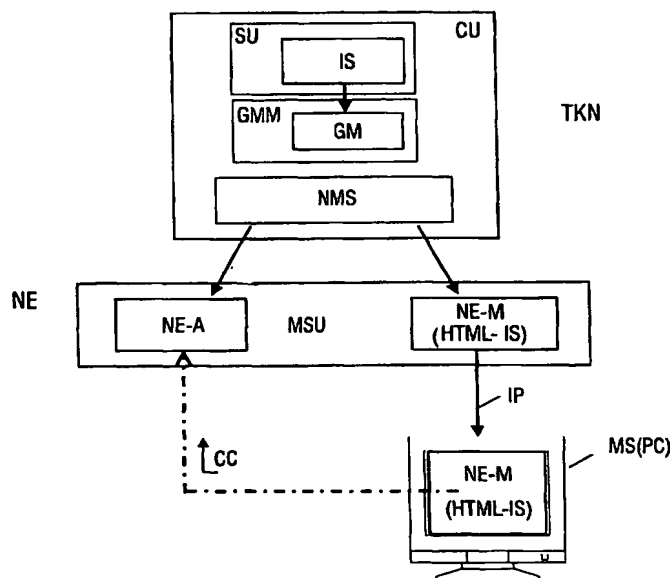 SU
CU
IS
GMM
GM
TKN
NMS
NE
NE-A
MSU
NE-M
(HTML- IS)
IP
CC
MS(PC)
NE-M
(HTML-IS)